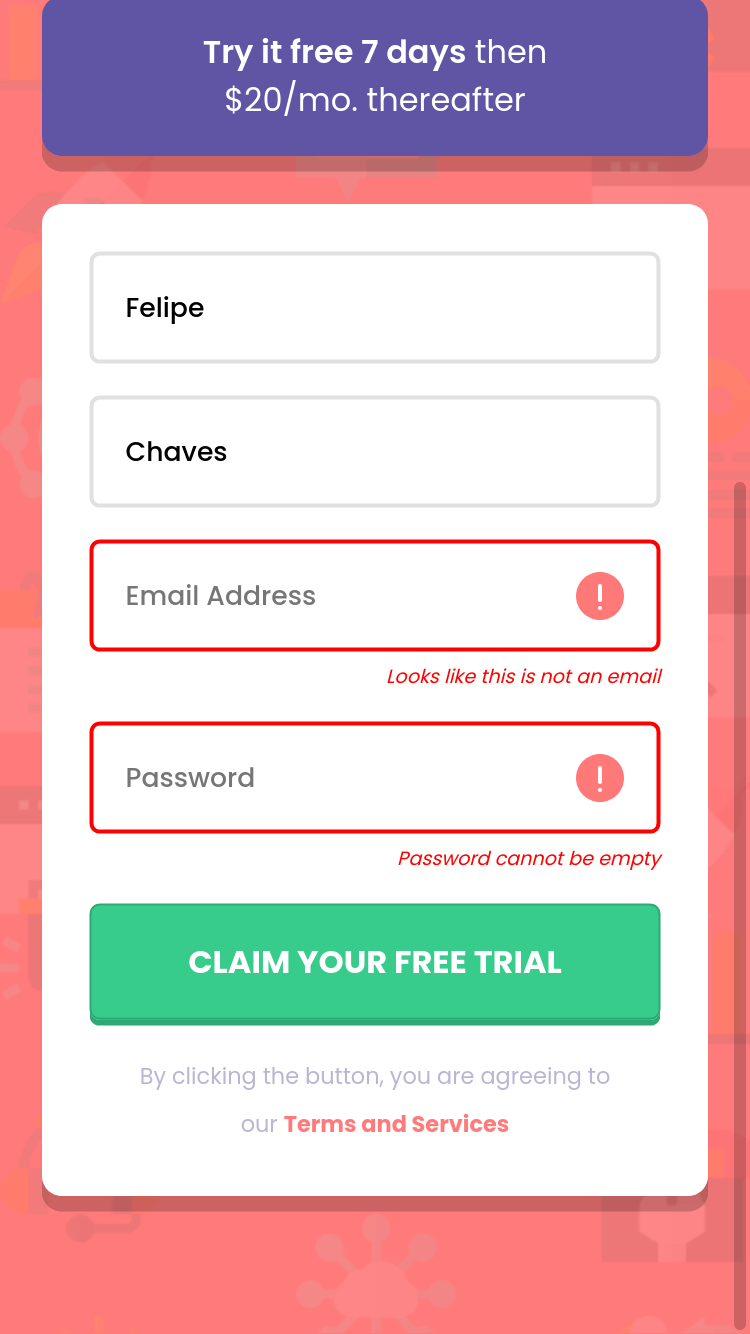 Try it free 7 days then
$20/mo. thereafter
Felipe
Chaves
Email Address
Looks like this is not an email
Password
Password cannot be empty
CLAIM YOUR FREE TRIAL
By clicking the button, you are agreeing to
our Terms and Services